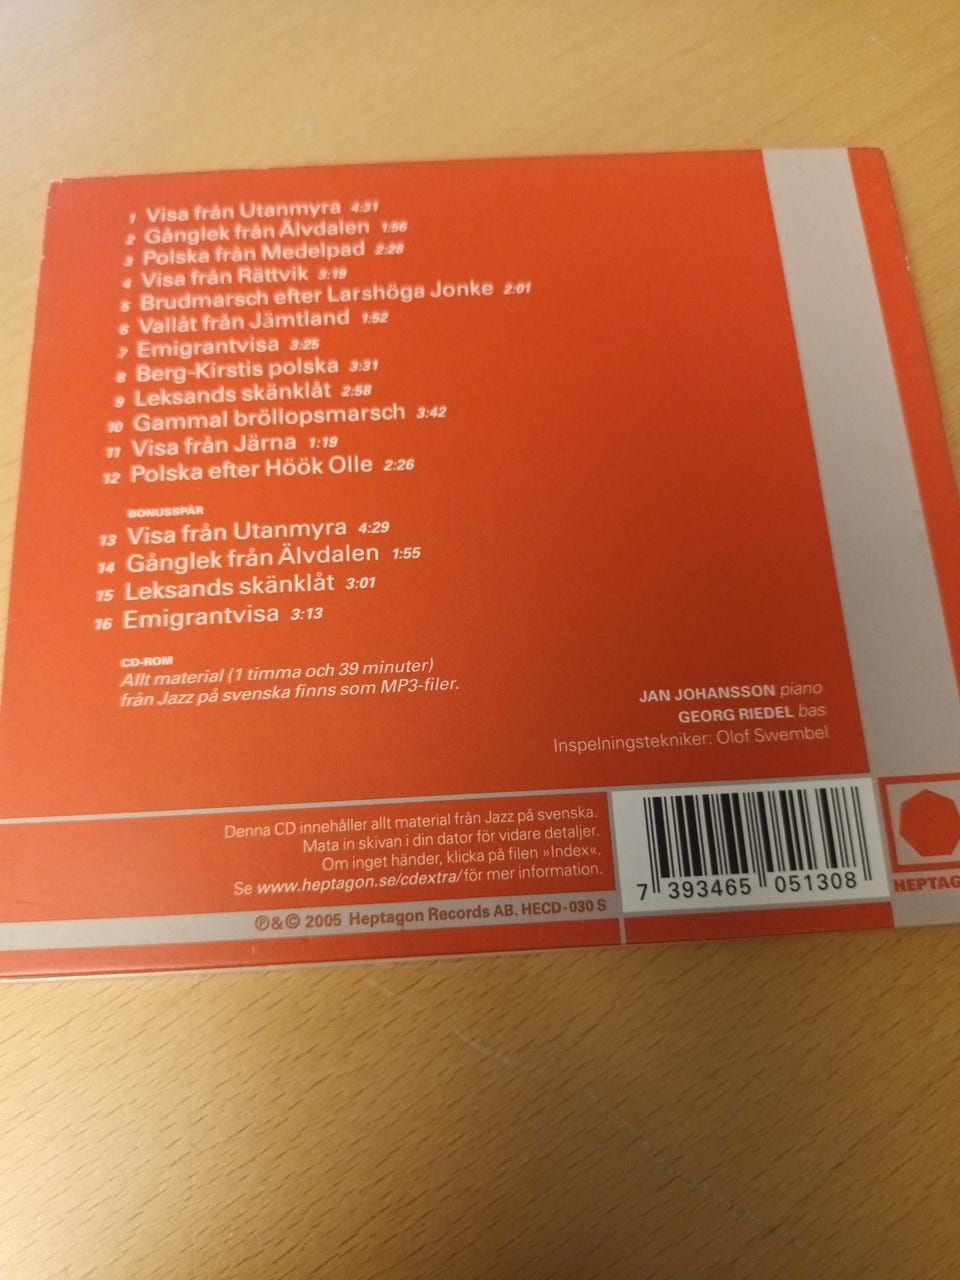 1 Visa från Utanmyra 4:31
2 Gånglek från Älvdalen 1:56
3 Polska från Medelpad 2:28
4 Visa från Rättvik 3:19
5 Brudmarsch efter Larshöga Jonke 2:01
6 Vallåt från Jämtland 1:52
7 Emigrantvisa 3:25
8 Berg-Kirstis polska 3:31
9 Leksands skänklåt 2:58
10 Gammal bröllopsmarsch 3:42
11 Visa från Järna 1:19
12 Polska efter Höök Olle 2:26
BONUSSPÅR
13 Visa från Utanmyra 4:29
14 Gånglek från Älvdalen 1:55
15 Leksands skänklåt 3:01
16 Emigrantvisa 3:13
CD-ROM
Allt material (1 timma och 39 minuter)
från Jazz på svenska finns som MP3-filer.
JAN JOHANSSON piano
GEORG RIEDEL bas
Inspelningstekniker: Olof Swembel
Denna CD innehåller allt material från Jazz på svenska.
Mata in skivan i din dator för vidare detaljer.
Om inget händer, klicka på filen »Index«.
Se www.heptagon.se/cdextra/ för mer information.
℗&© 2005 Heptagon Records AB. HECD-030 S
7 393465 051308
HEPTAG